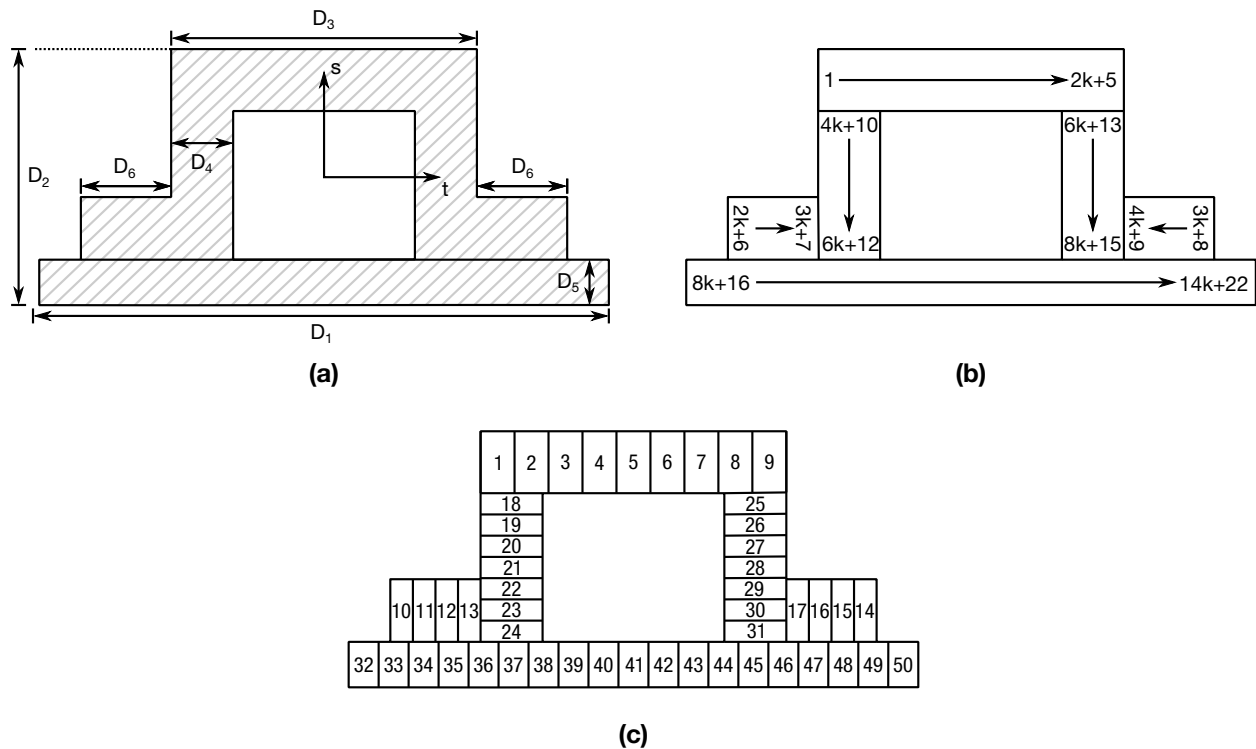 D₃
s
D₄
D₂
D₆
D₆
t
D₅
D₁
(a)
1 2k+5
4k+10 6k+13
2k+6 3k+7 4k+9 3k+8
6k+12 8k+15
8k+16 14k+22
(b)
1 2 3 4 5 6 7 8 9
18 25
19 26
20 27
21 28
22 29
10 11 12 13 23 30 17 16 15 14
24 31
32 33 34 35 36 37 38 39 40 41 42 43 44 45 46 47 48 49 50
(c)